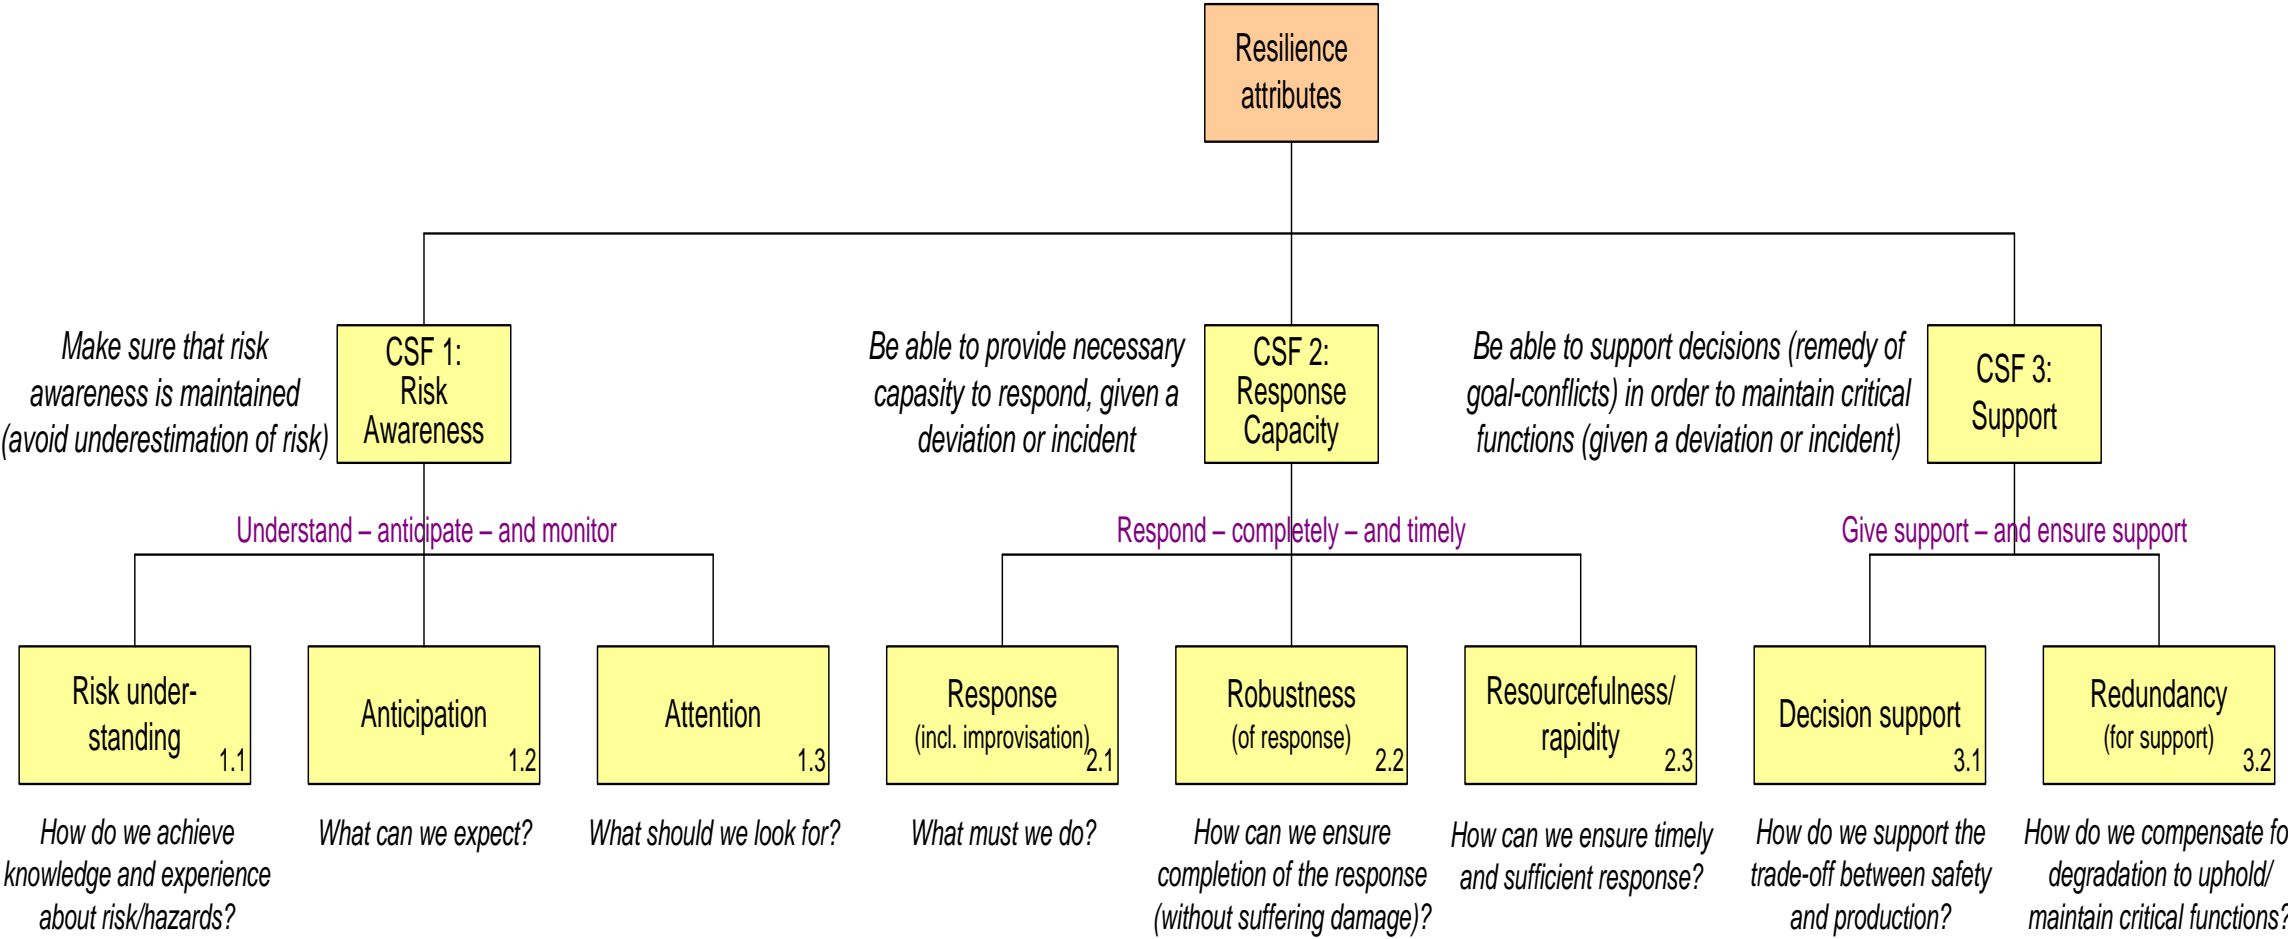 Resilience
attributes
Make sure that risk
awareness is maintained
(avoid underestimation of risk)
CSF 1:
Risk
Awareness
Be able to provide necessary
capacity to respond, given a
deviation or incident
CSF 2:
Response
Capacity
Be able to support decisions (remedy of
goal-conflicts) in order to maintain critical
functions (given a deviation or incident)
CSF 3:
Support
Understand – anticipate – and monitor
Respond – completely – and timely
Give support – and ensure support
Risk under-
standing
1.1
Anticipation
1.2
Attention
1.3
Response
(incl. improvisation)
2.1
Robustness
(of response)
2.2
Resourcefulness/
rapidity
2.3
Decision support
3.1
Redundancy
(for support)
3.2
How do we achieve
knowledge and experience
about risk/hazards?
What can we expect?
What should we look for?
What must we do?
How can we ensure
completion of the response
(without suffering damage)?
How can we ensure timely
and sufficient response?
How do we support the
trade-off between safety
and production?
How do we compensate fo
degradation to uphold/
maintain critical functions?